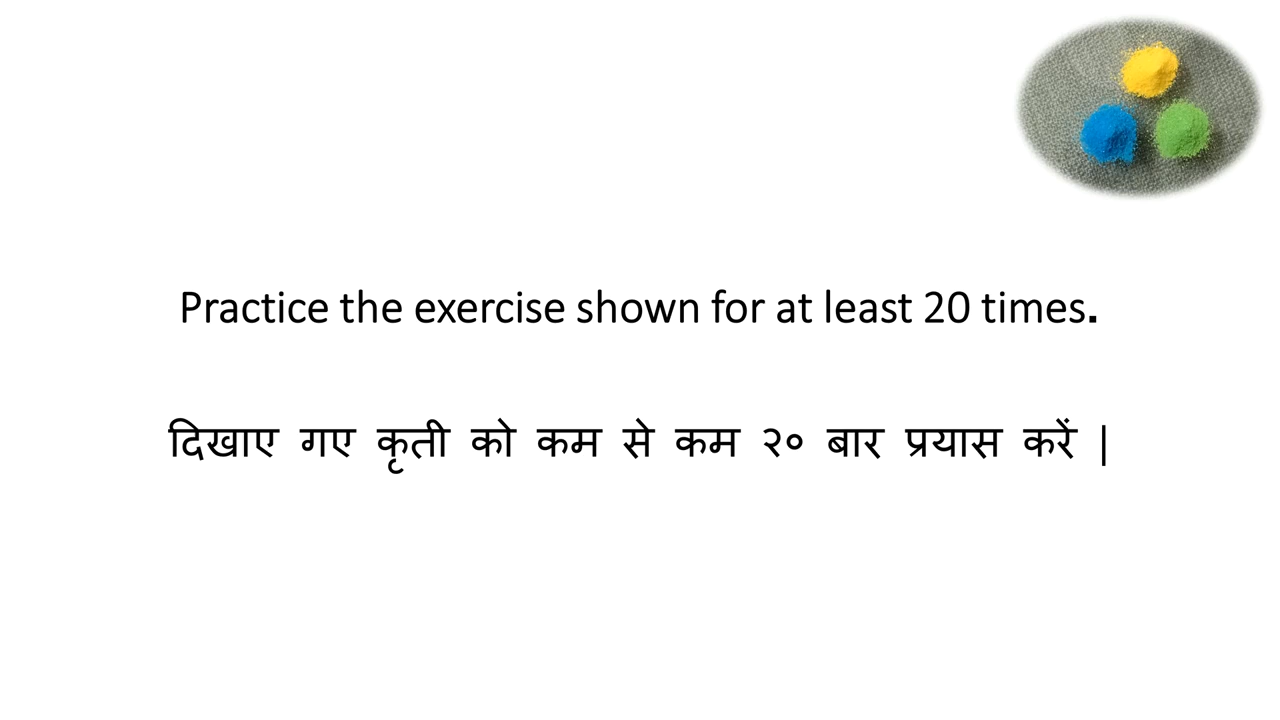 Practice the exercise shown for at least 20 times.
दिखाए गए कृती को कम से कम २० बार प्रयास करें |